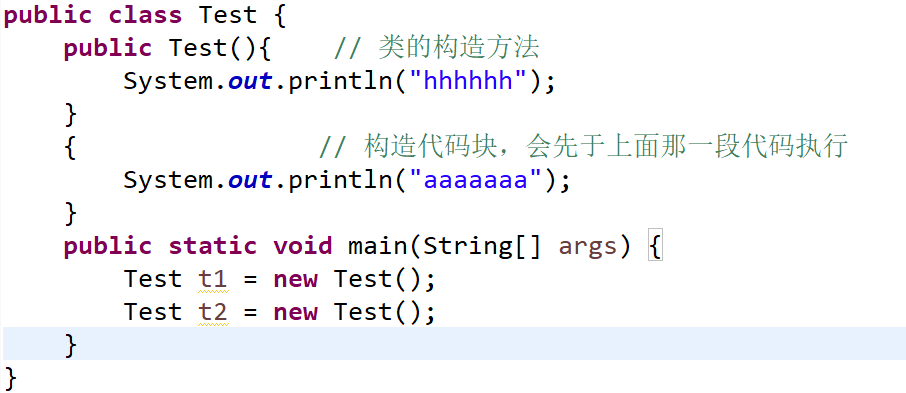 public class Test {
    public Test(){    // 类的构造方法
        System.out.println("hhhhhh");
    }
    {                // 构造代码块，会先于上面那一段代码执行
        System.out.println("aaaaaaa");
    }
    public static void main(String[] args) {
        Test t1 = new Test();
        Test t2 = new Test();
    }
}